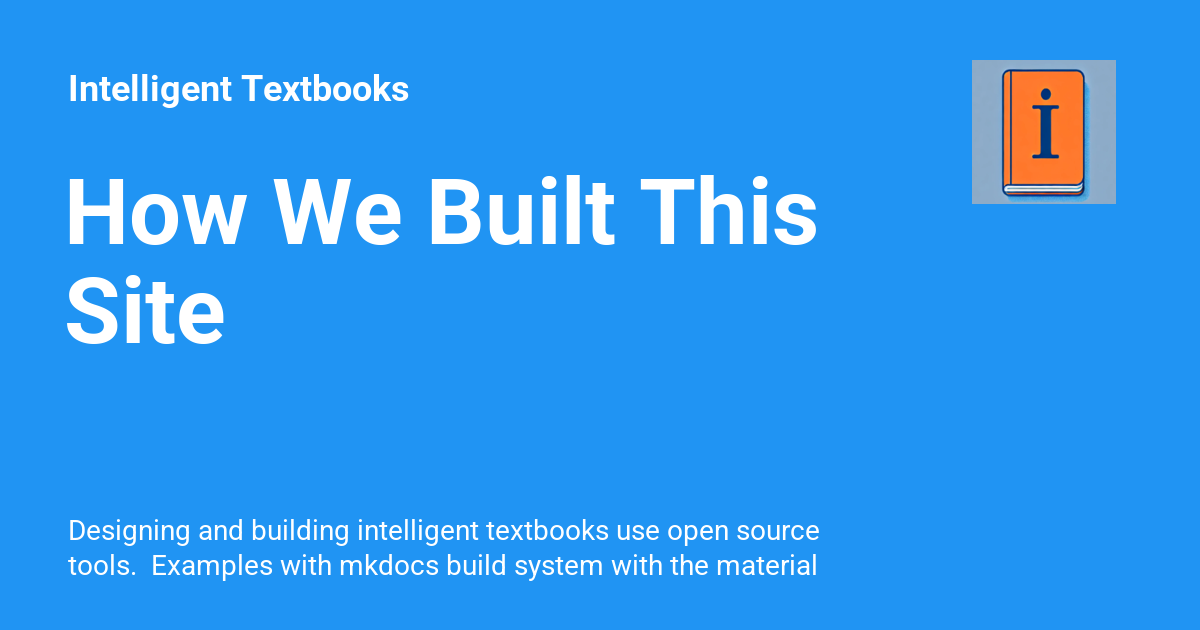 Intelligent Textbooks
i
How We Built This
Site
Designing and building intelligent textbooks use open source
tools.  Examples with mkdocs build system with the material